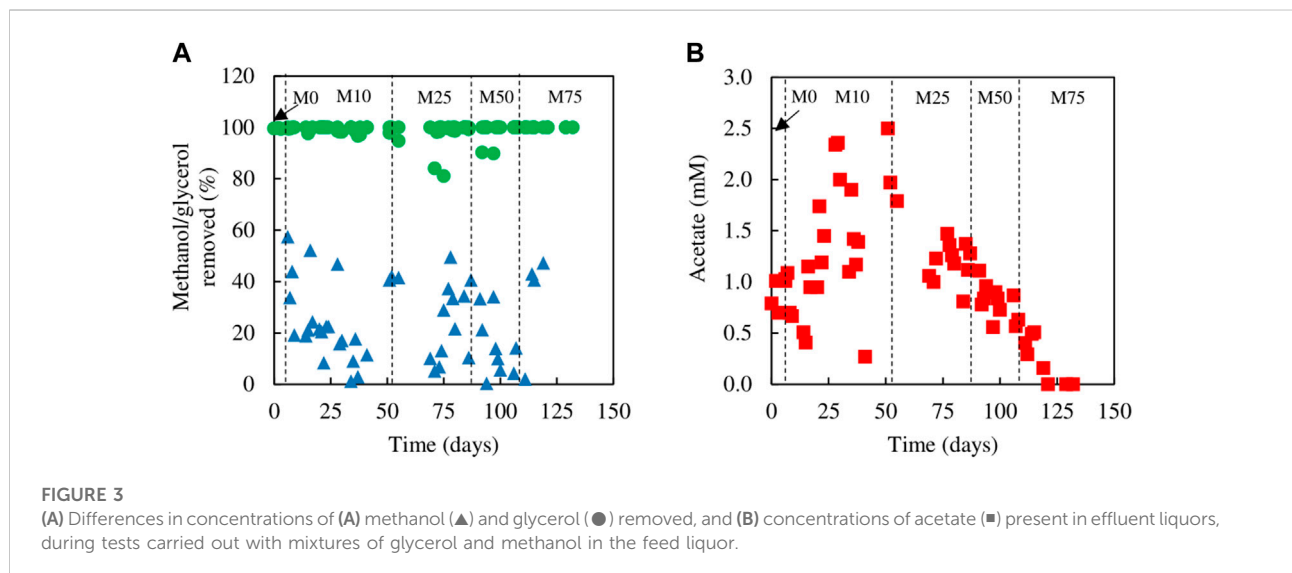 A
B
120
100
80
60
40
20
0
Methanol/glycerol
removed (%)
M0
M10
M25
M50
M75
0 25 50 75 100 125 150
Time (days)
3.0
2.5
2.0
1.5
1.0
0.5
0.0
Acetate (mM)
M0
M10
M25
M50
M75
0 25 50 75 100 125 150
Time (days)
FIGURE 3
(A) Differences in concentrations of (A) methanol (▲) and glycerol (●) removed, and (B) concentrations of acetate (■) present in effluent liquors,
during tests carried out with mixtures of glycerol and methanol in the feed liquor.